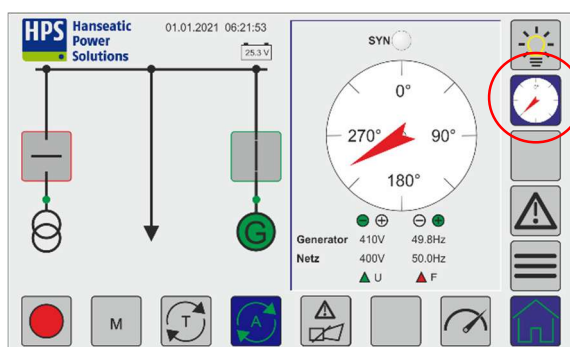 HPS Hanseatic
Power
Solutions
01.01.2021 06:21:53
25.3 V
G
SYN
0°
270° 90°
180°
Generator 410V 49.8Hz
Netz 400V 50.0Hz
U F
M
T
A